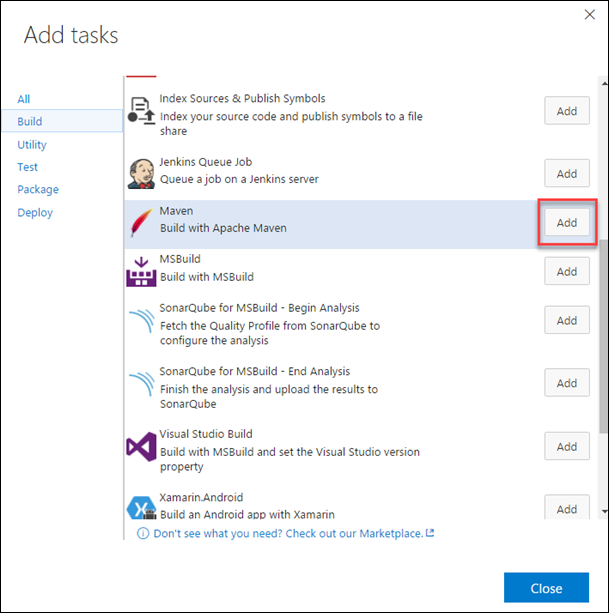 Add tasks
All
Build
Utility
Test
Package
Deploy
Index Sources & Publish Symbols
Index your source code and publish symbols to a file
share
Add
Jenkins Queue Job
Queue a job on a Jenkins server
Add
Maven
Build with Apache Maven
Add
MSBuild
Build with MSBuild
Add
SonarQube for MSBuild - Begin Analysis
Fetch the Quality Profile from SonarQube to
configure the analysis
Add
SonarQube for MSBuild - End Analysis
Finish the analysis and upload the results to
SonarQube
Add
Visual Studio Build
Build with MSBuild and set the Visual Studio version
property
Add
Xamarin.Android
Build an Android app with Xamarin
Add
Don't see what you need? Check out our Marketplace.
Close